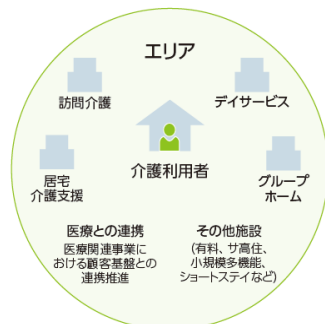 エリア
訪問介護
デイサービス
介護利用者
居宅
介護支援
グループ
ホーム
医療との連携
医療関連事業に
おける顧客基盤との
連携推進
その他施設
(有料、サ高住、
小規模多機能、
ショートステイなど)